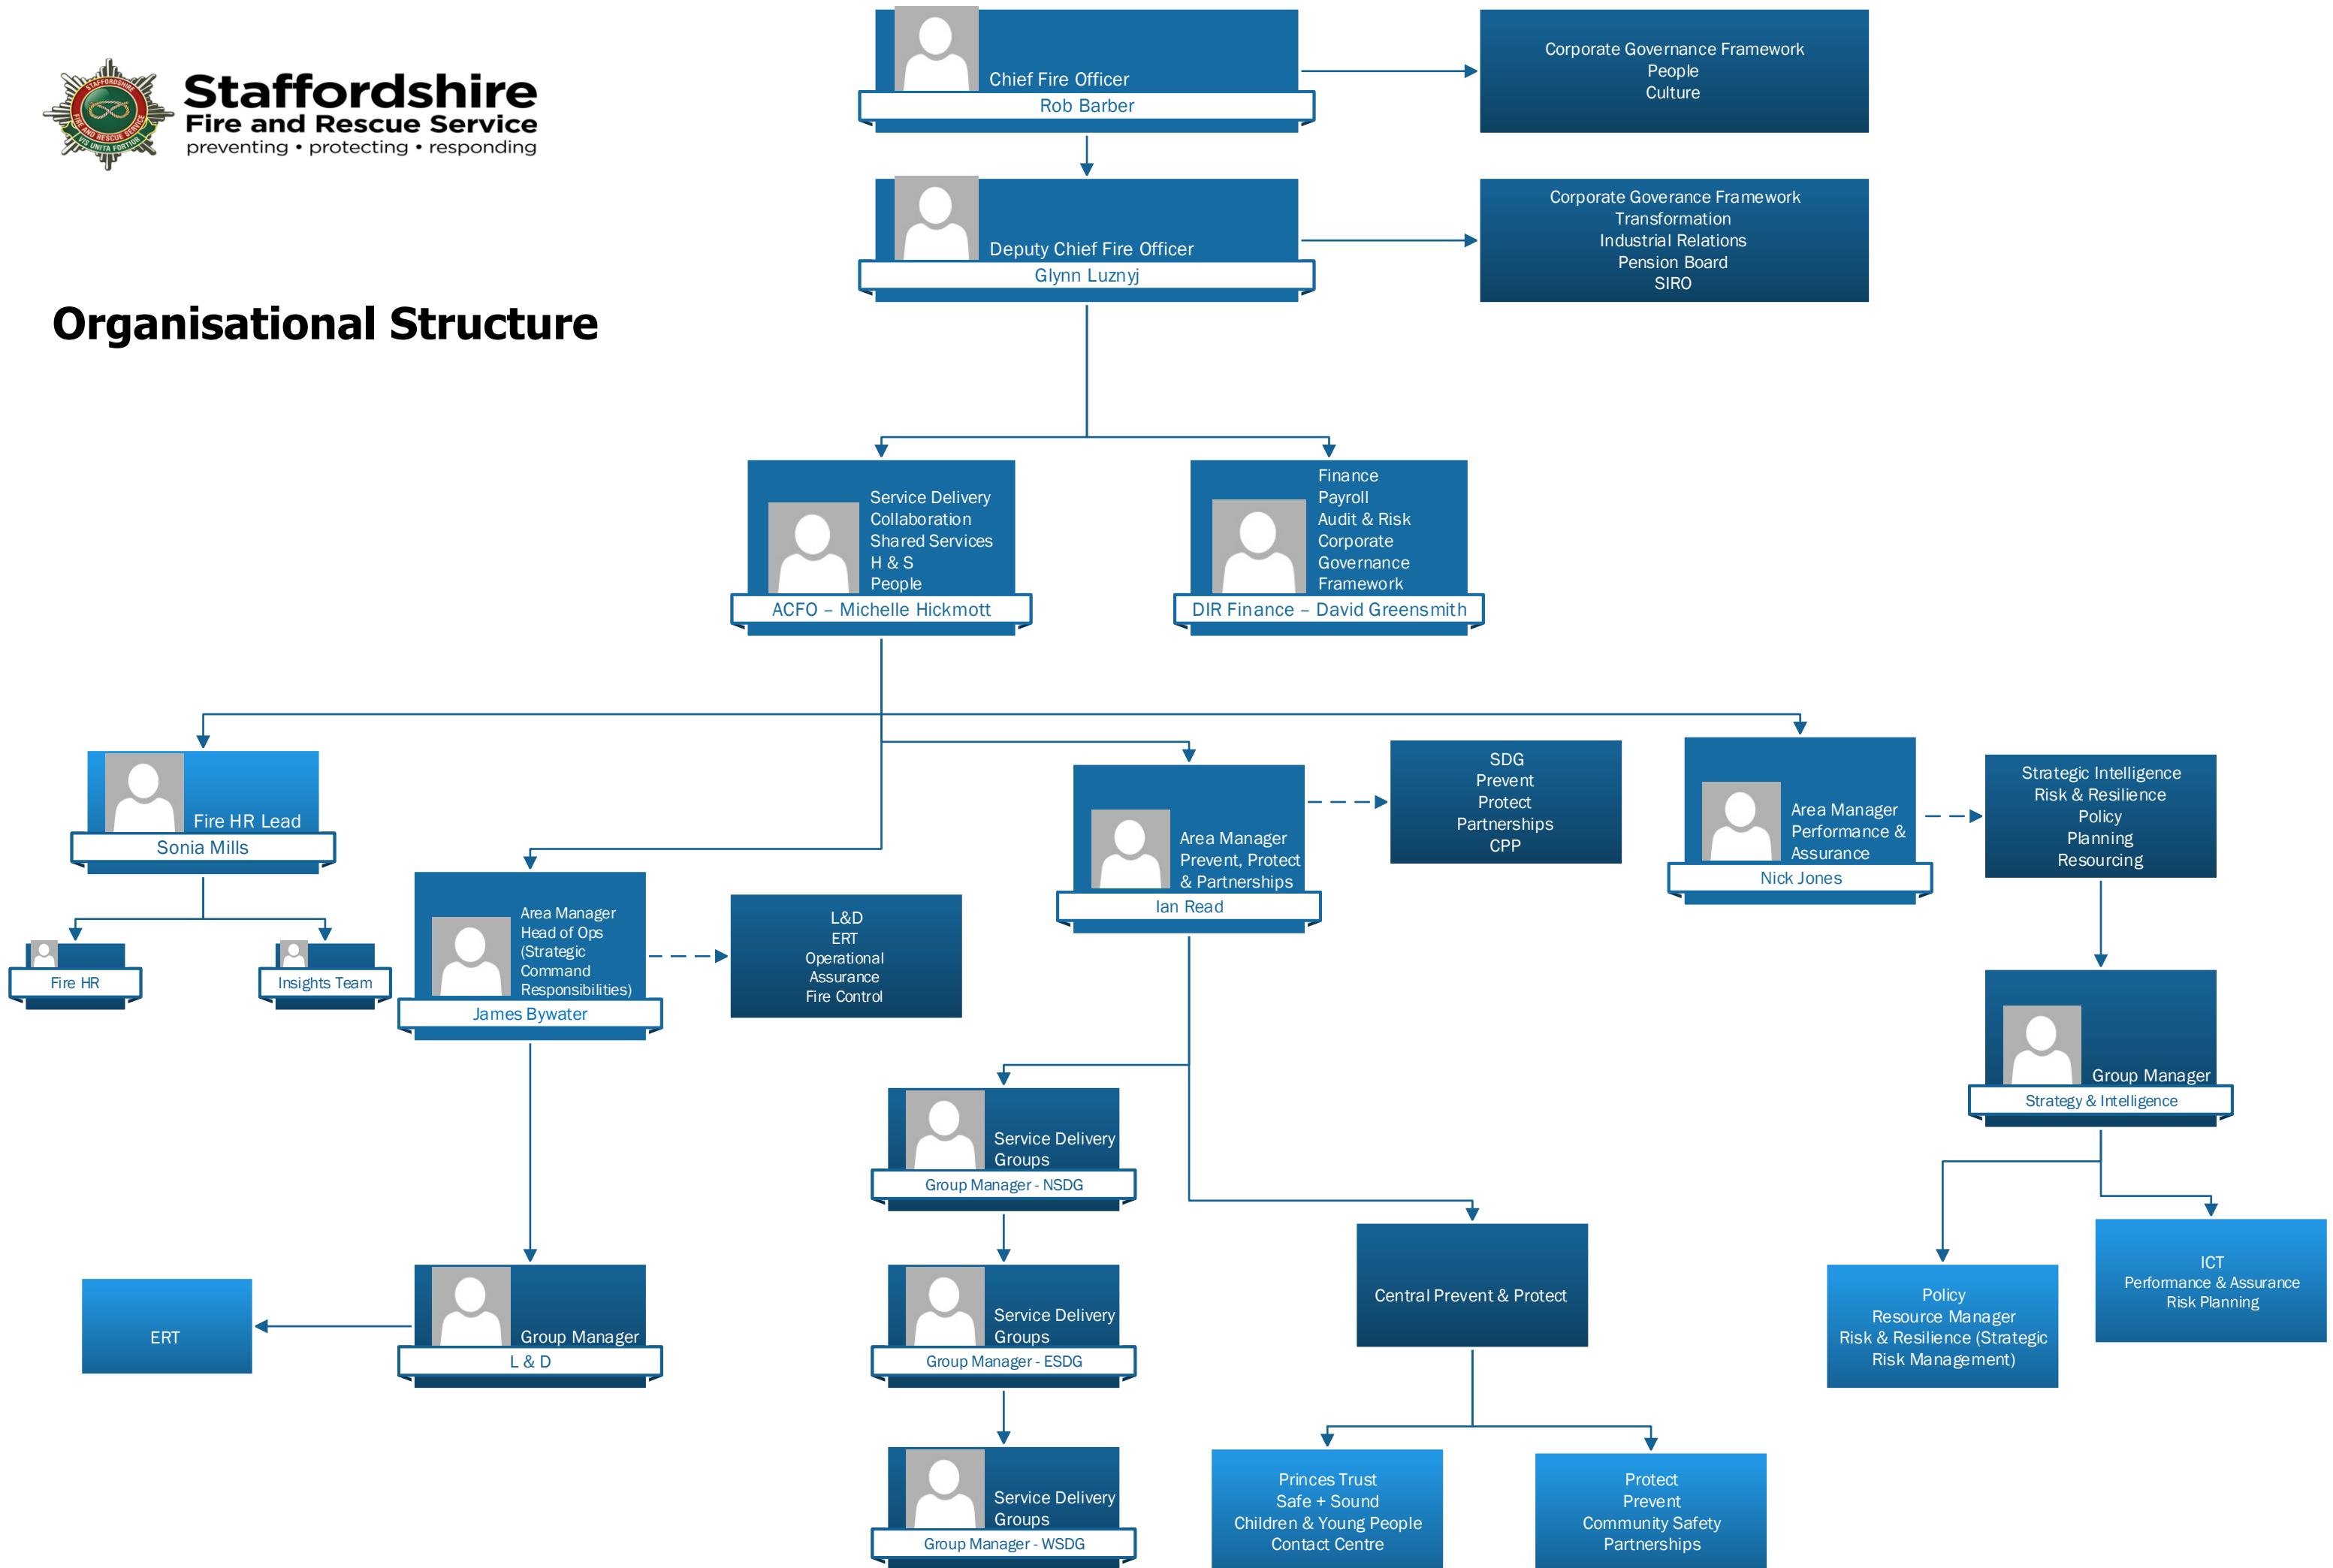 STAFFORDSHIRE
FIRE AND RESCUE SERVICE
VIS UNITA FORTIOR
Staffordshire
Fire and Rescue Service
preventing • protecting • responding
Organisational Structure
Chief Fire Officer
Rob Barber
Corporate Governance Framework
People
Culture
Deputy Chief Fire Officer
Glynn Luznyj
Corporate Goverance Framework
Transformation
Industrial Relations
Pension Board
SIRO
Service Delivery
Collaboration
Shared Services
H & S
People
ACFO – Michelle Hickmott
Finance
Payroll
Audit & Risk
Corporate
Governance
Framework
DIR Finance – David Greensmith
Fire HR Lead
Sonia Mills
Fire HR
Insights Team
Area Manager
Head of Ops
(Strategic
Command
Responsibilities)
James Bywater
L&D
ERT
Operational
Assurance
Fire Control
Area Manager
Prevent, Protect
& Partnerships
Ian Read
SDG
Prevent
Protect
Partnerships
CPP
Area Manager
Performance &
Assurance
Nick Jones
Strategic Intelligence
Risk & Resilience
Policy
Planning
Resourcing
Group Manager
Strategy & Intelligence
Service Delivery
Groups
Group Manager - NSDG
Service Delivery
Groups
Group Manager - ESDG
Service Delivery
Groups
Group Manager - WSDG
ERT
Group Manager
L & D
Central Prevent & Protect
Princes Trust
Safe + Sound
Children & Young People
Contact Centre
Protect
Prevent
Community Safety
Partnerships
Policy
Resource Manager
Risk & Resilience (Strategic
Risk Management)
ICT
Performance & Assurance
Risk Planning